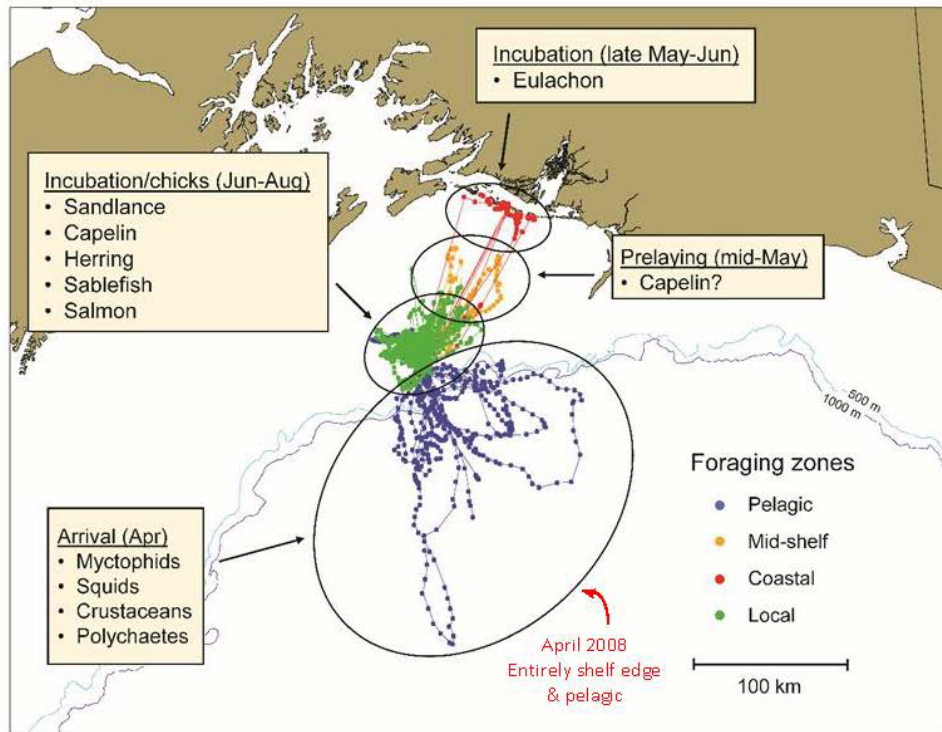 Incubation (late May-Jun)
• Eulachon
Incubation/chicks (Jun-Aug)
• Sandlance
• Capelin
• Herring
• Sablefish
• Salmon
Prelaying (mid-May)
• Capelin?
500 m
1000 m
Foraging zones
Pelagic
Mid-shelf
Coastal
Local
Arrival (Apr)
• Myctophids
• Squids
• Crustaceans
• Polychaetes
April 2008
Entirely shelf edge
& pelagic
100 km